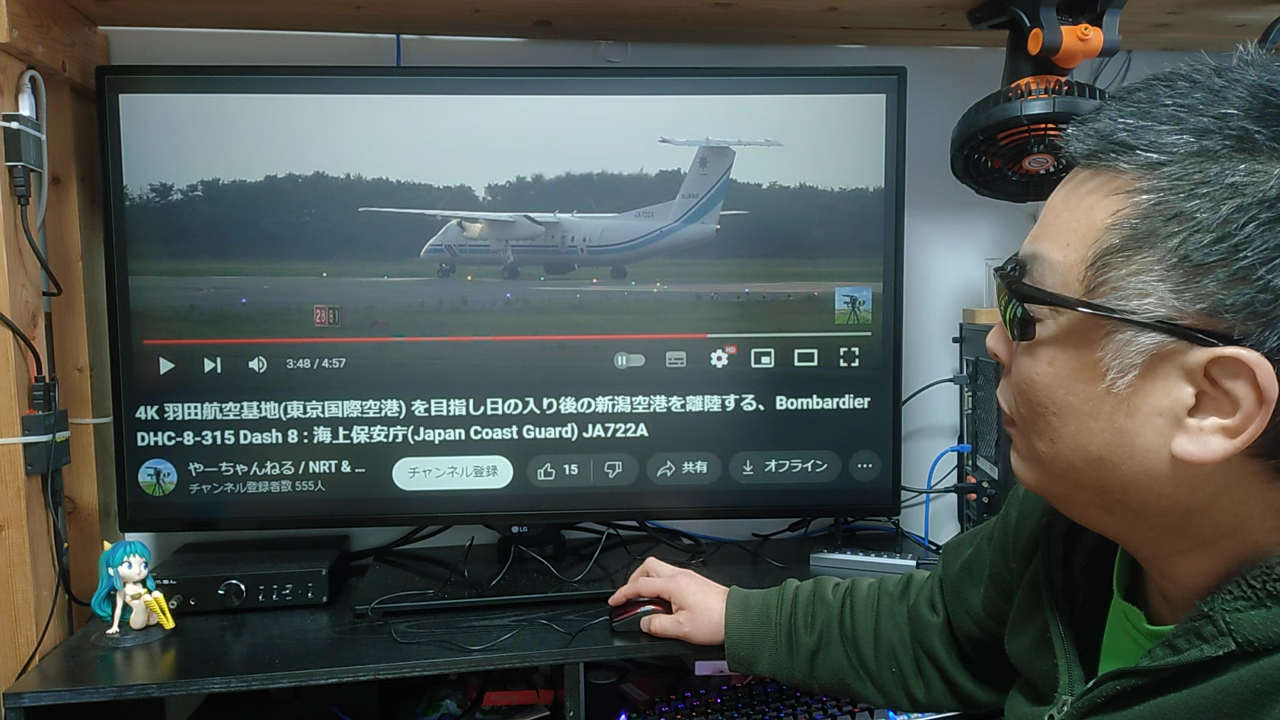 JA722A
28
3:48 / 4:57
HD
4K 羽田航空基地(東京国際空港) を目指し日の入り後の新潟空港を離陸する、Bombardier
DHC-8-315 Dash 8 : 海上保安庁(Japan Coast Guard) JA722A
やーちゃんねる / NRT & ...
チャンネル登録者数 555人
チャンネル登録
15
共有
オフライン
LG